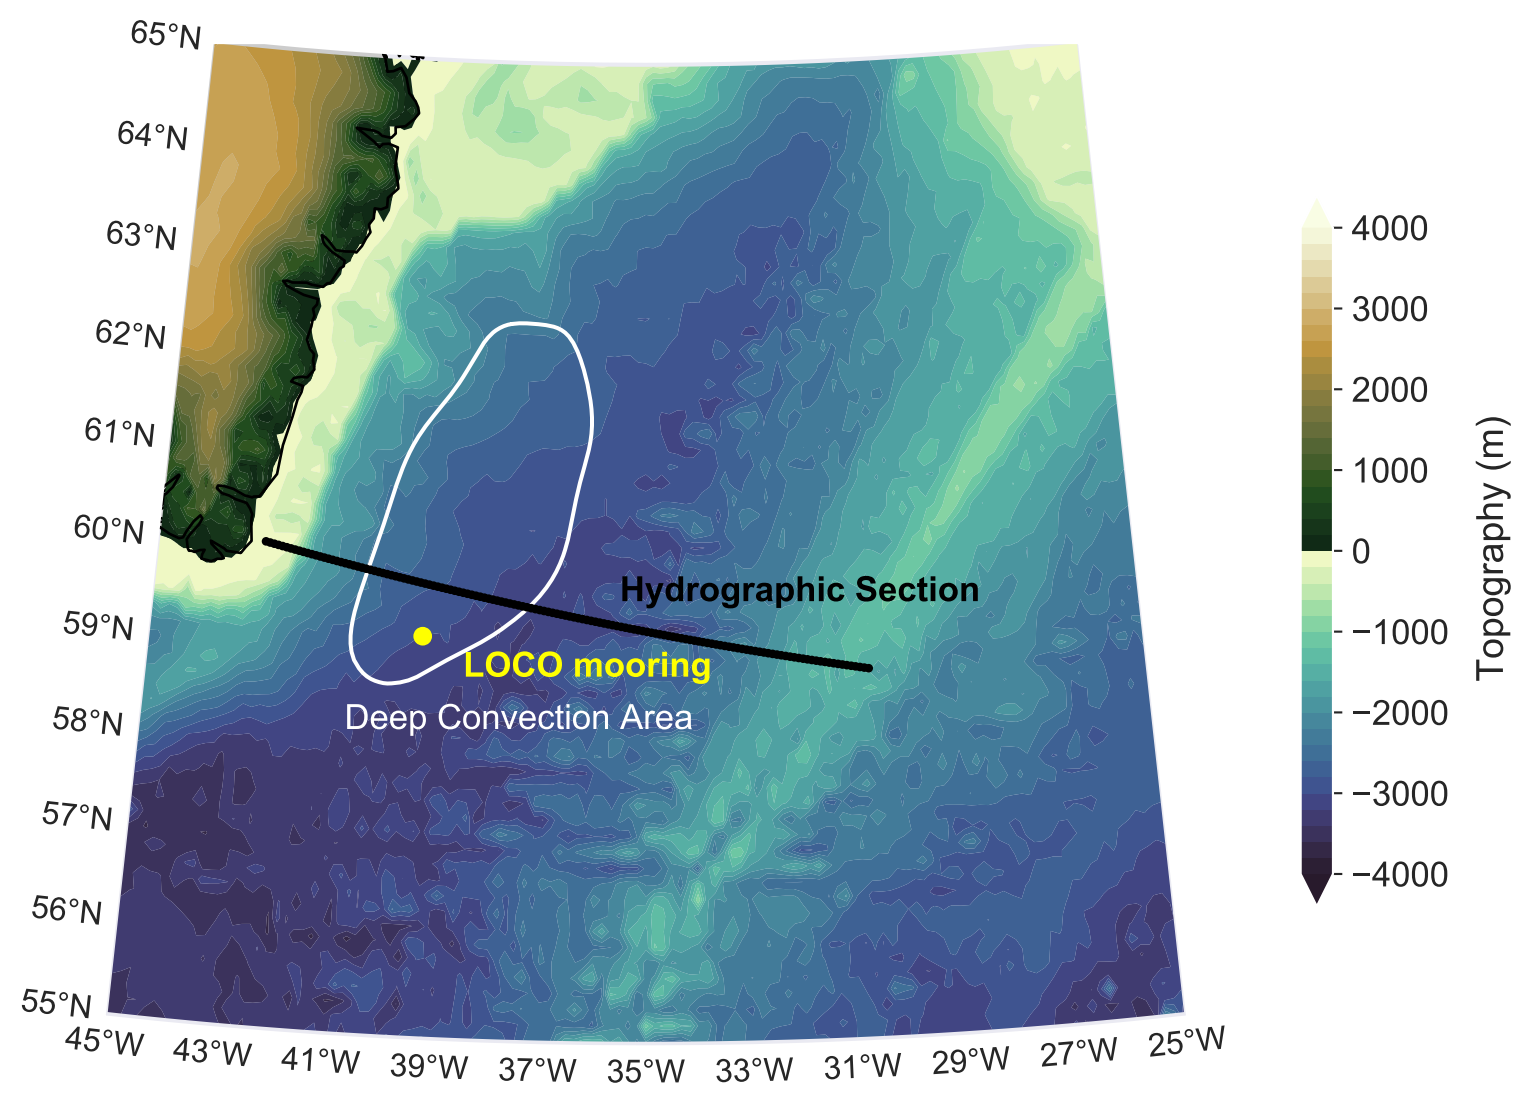 65°N
64°N
63°N
62°N
61°N
60°N
59°N
58°N
57°N
56°N
55°N
45°W
43°W
41°W
39°W
37°W
35°W
33°W
31°W
29°W
27°W
25°W
Hydrographic Section
LOCO mooring
Deep Convection Area
4000
3000
2000
1000
0
−1000
−2000
−3000
−4000
Topography (m)